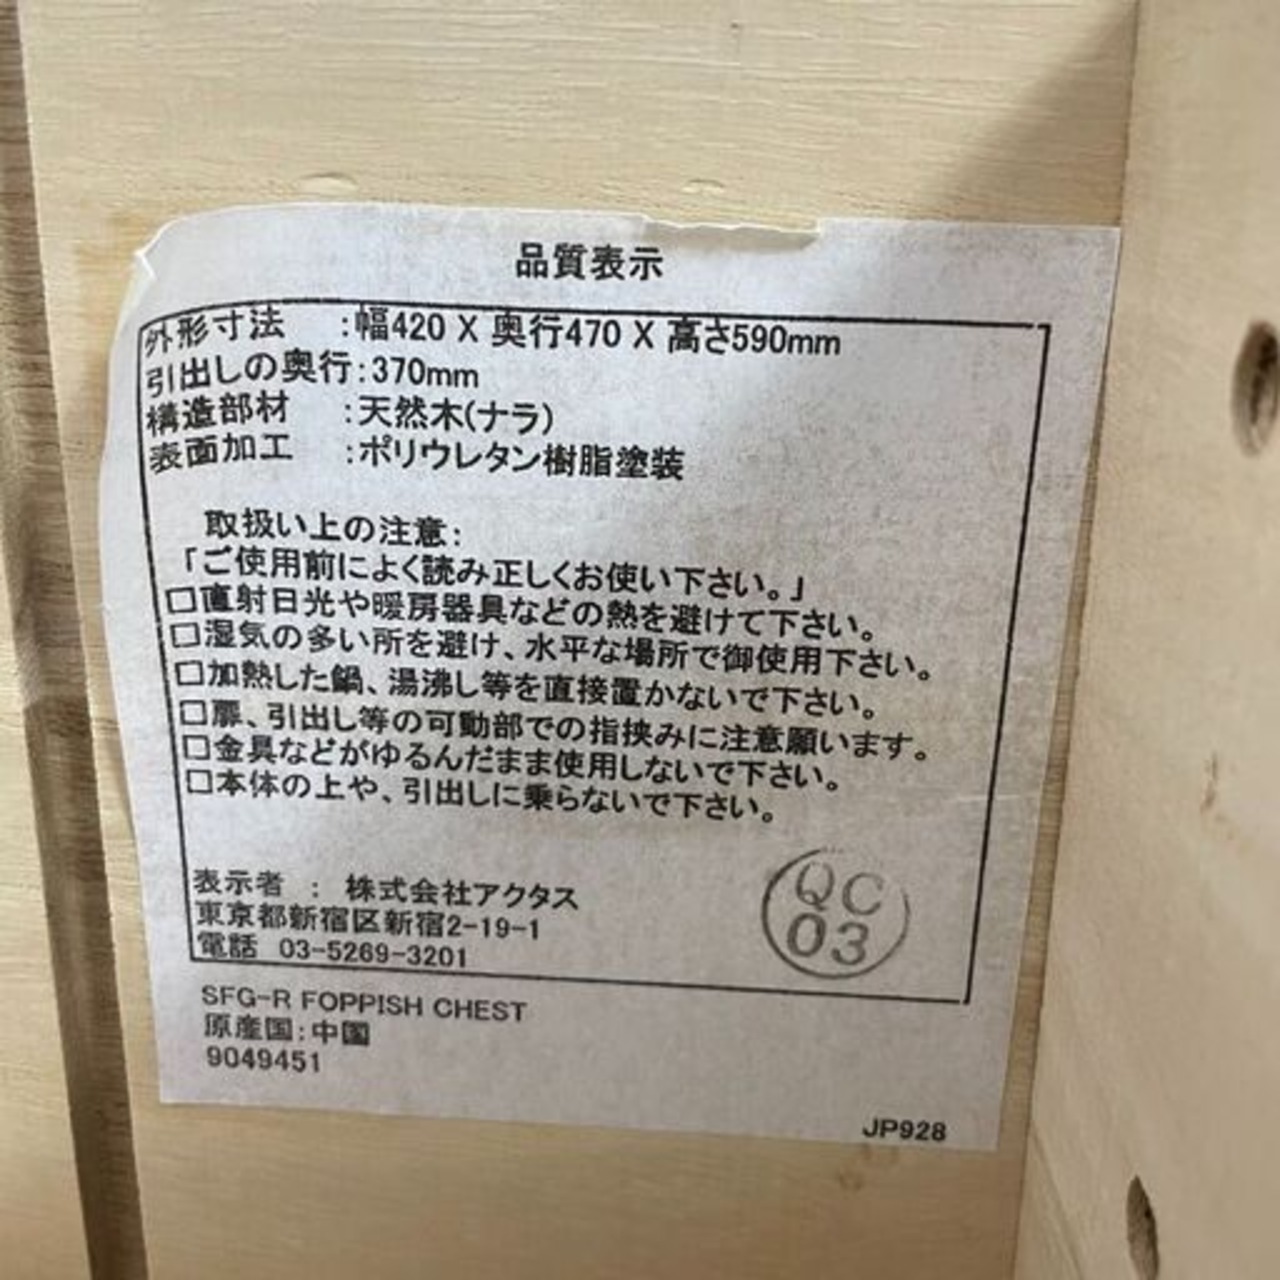 品質表示
外形寸法　:幅420 X 奥行470 X 高さ590mm
引出しの奥行:370mm
構造部材　:天然木(ナラ)
表面加工　:ポリウレタン樹脂塗装
取扱い上の注意:
「ご使用前によく読み正しくお使い下さい。」
□直射日光や暖房器具などの熱を避けて下さい。
□湿気の多い所を避け、水平な場所で御使用下さい。
□加熱した鍋、湯沸し等を直接置かないで下さい。
□扉、引出し等の可動部での指挟みに注意願います。
□金具などがゆるんだまま使用しないで下さい。
□本体の上や、引出しに乗らないで下さい。
表示者　:　株式会社アクタス
東京都新宿区新宿2-19-1
電話　03-5269-3201
QC
03
SFG-R FOPPISH CHEST
原産国:中国
9049451
JP928